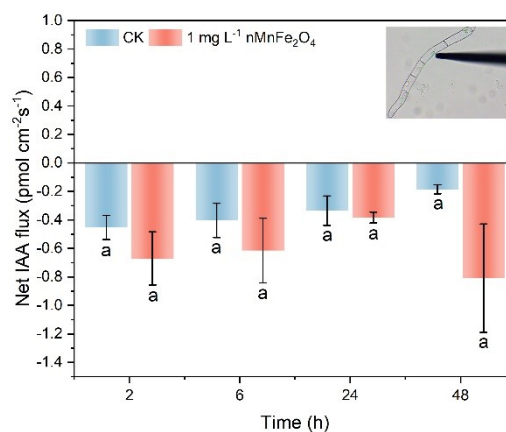 CK 1 mg L⁻¹ nMnFe₂O₄
Net IAA flux (pmol cm⁻²s⁻¹)
1.0
0.8
0.6
0.4
0.2
0.0
-0.2
-0.4
-0.6
-0.8
-1.0
-1.2
-1.4
a a a a a a a a
2 6 24 48
Time (h)